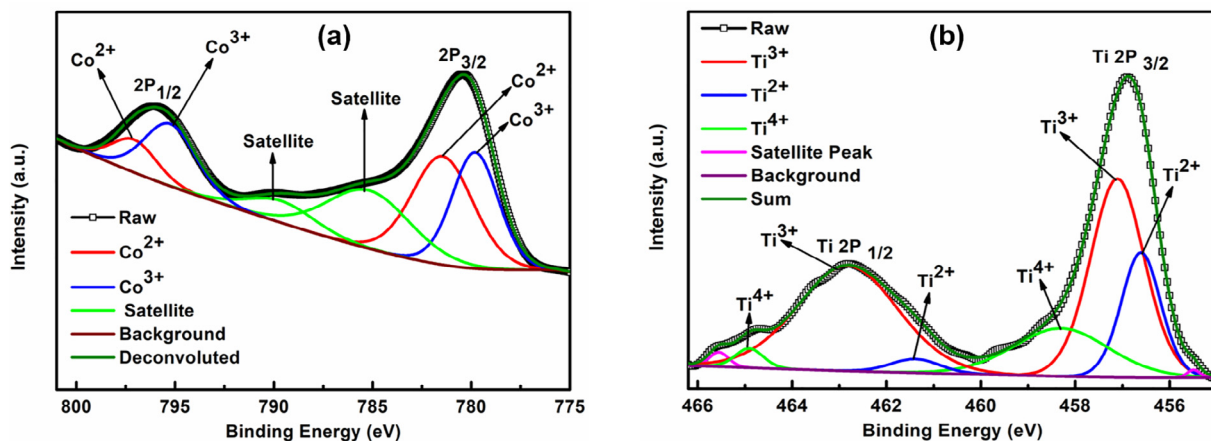 (a)
Co2+
Co3+
2P1/2
Satellite
Satellite
2P3/2
Co2+
Co3+
Raw
Co2+
Co3+
Satellite
Background
Deconvoluted
Intensity (a.u.)
800 795 790 785 780 775
Binding Energy (eV)
(b)
Raw
Ti3+
Ti2+
Ti4+
Satellite Peak
Background
Sum
Ti 2P 3/2
Ti3+
Ti2+
Ti4+
Ti3+
Ti 2P 1/2
Ti2+
Ti4+
Intensity (a.u.)
466 464 462 460 458 456
Binding Energy (eV)